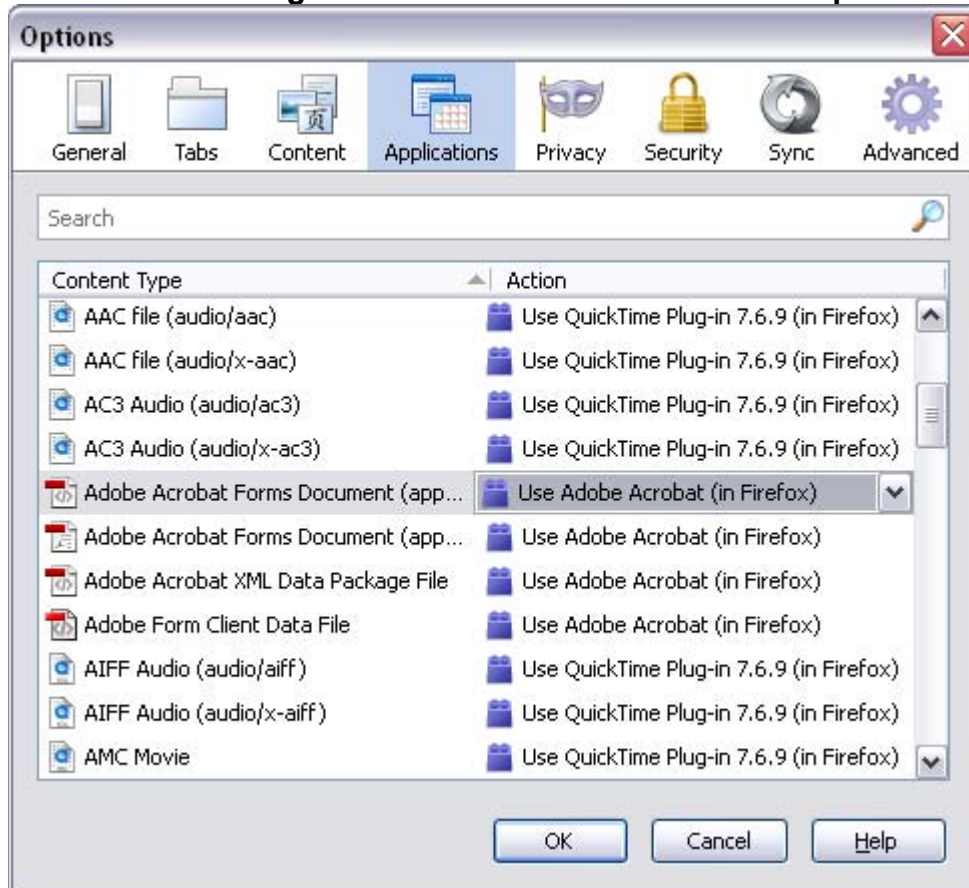 Options
General Tabs Content Applications Privacy Security Sync Advanced
页
Search
Content Type Action
AAC file (audio/aac) Use QuickTime Plug-in 7.6.9 (in Firefox)
AAC file (audio/x-aac) Use QuickTime Plug-in 7.6.9 (in Firefox)
AC3 Audio (audio/ac3) Use QuickTime Plug-in 7.6.9 (in Firefox)
AC3 Audio (audio/x-ac3) Use QuickTime Plug-in 7.6.9 (in Firefox)
Adobe Acrobat Forms Document (app... Use Adobe Acrobat (in Firefox)
Adobe Acrobat Forms Document (app... Use Adobe Acrobat (in Firefox)
Adobe Acrobat XML Data Package File Use Adobe Acrobat (in Firefox)
Adobe Form Client Data File Use Adobe Acrobat (in Firefox)
AIFF Audio (audio/aiff) Use QuickTime Plug-in 7.6.9 (in Firefox)
AIFF Audio (audio/x-aiff) Use QuickTime Plug-in 7.6.9 (in Firefox)
AMC Movie Use QuickTime Plug-in 7.6.9 (in Firefox)
OK Cancel Help